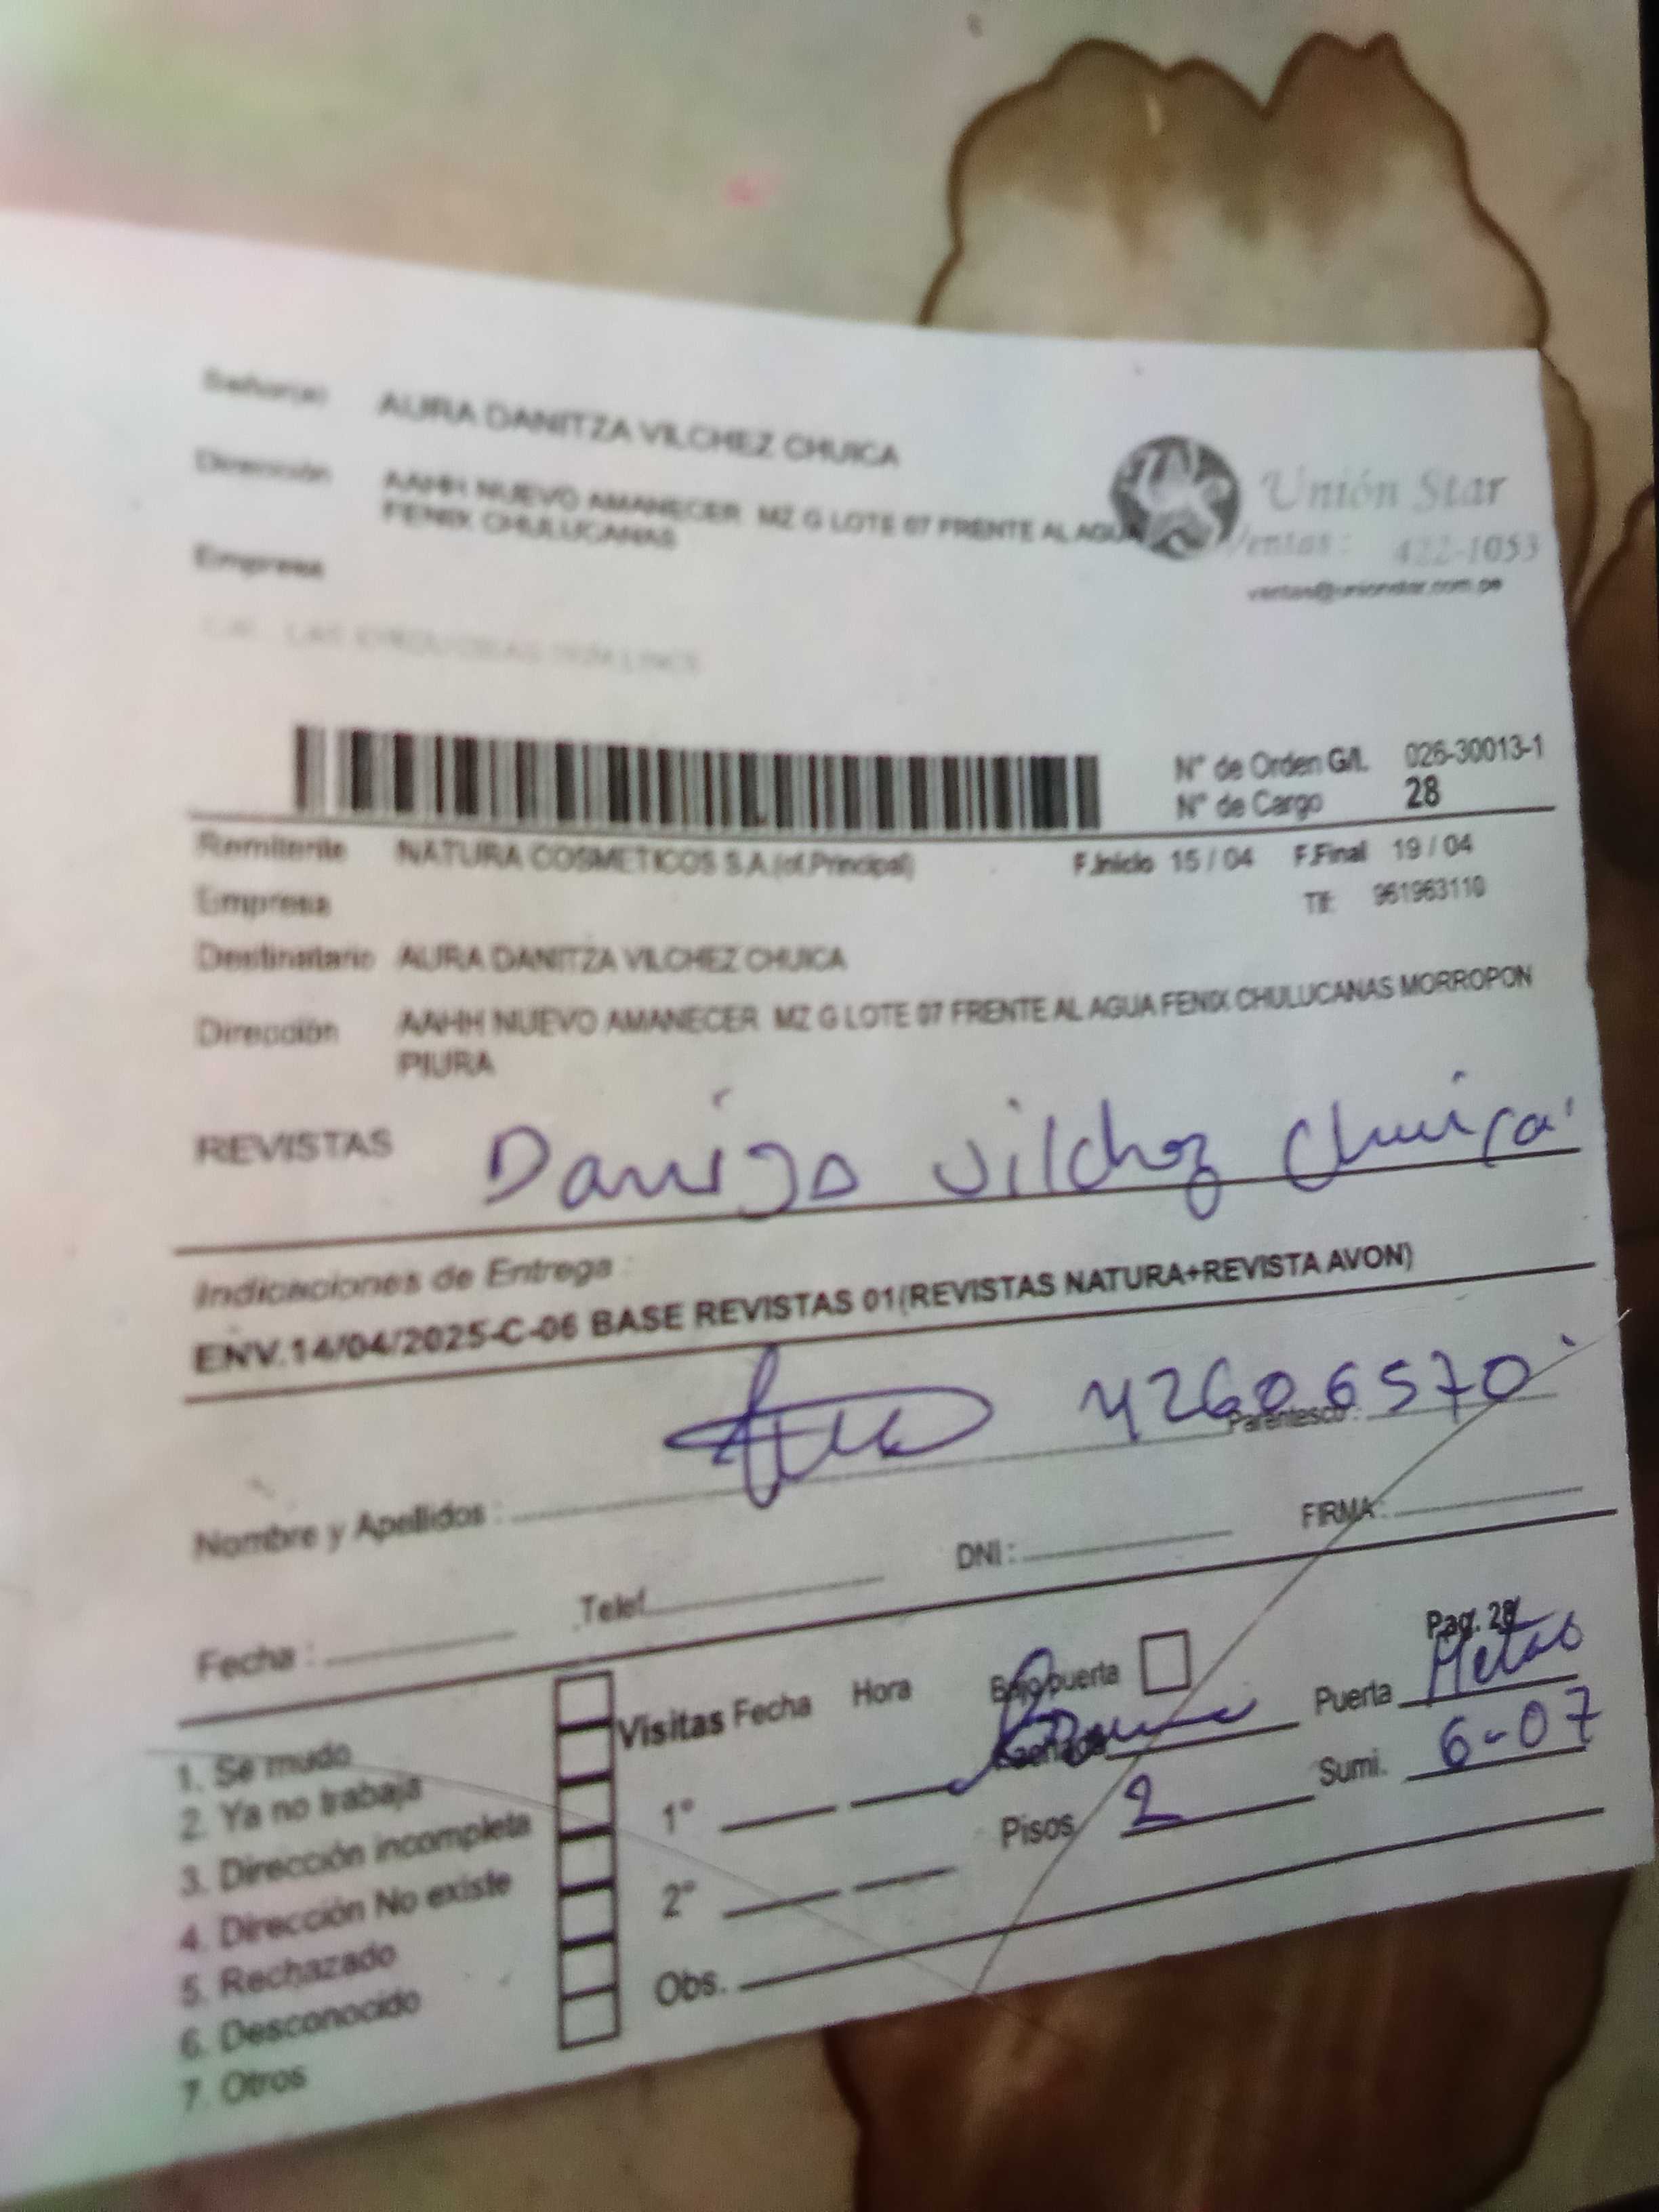 Señor(a) AURA DANITZA VILCHEZ CHUICA
Dirección AAHH NUEVO AMANECER MZ G LOTE 07 FRENTE AL AGUA
FENIX CHULUCANAS
Empresa
Unión Star
Ventas: 422-1053
ventas@unionstar.com.pe
N° de Orden G/L 026-30013-1
N° de Cargo 28
Remitente NATURA COSMETICOS S.A.(of.Principal) F.Inicio 15 / 04 F.Final 19 / 04
Empresa Tlf: 961963110
Destinatario AURA DANITZA VILCHEZ CHUICA
Dirección AAHH NUEVO AMANECER MZ G LOTE 07 FRENTE AL AGUA FENIX CHULUCANAS MORROPON
PIURA
REVISTAS Vilchez Chuica
Indicaciones de Entrega :
ENV.14/04/2025-C-06 BASE REVISTAS 01(REVISTAS NATURA+REVISTA AVON)
42606570
Nombre y Apellidos : Parentesco :
Fecha : Telef. DNI : FIRMA :
Pag. 28
1. Se mudo
2. Ya no trabaja
3. Dirección incompleta
4. Dirección No existe
5. Rechazado
6. Desconocido
7. Otros
Visitas Fecha Hora Bajo puerta Puerta Metal
1°
Pisos 2 Sumi. 6-07
2°
Obs.